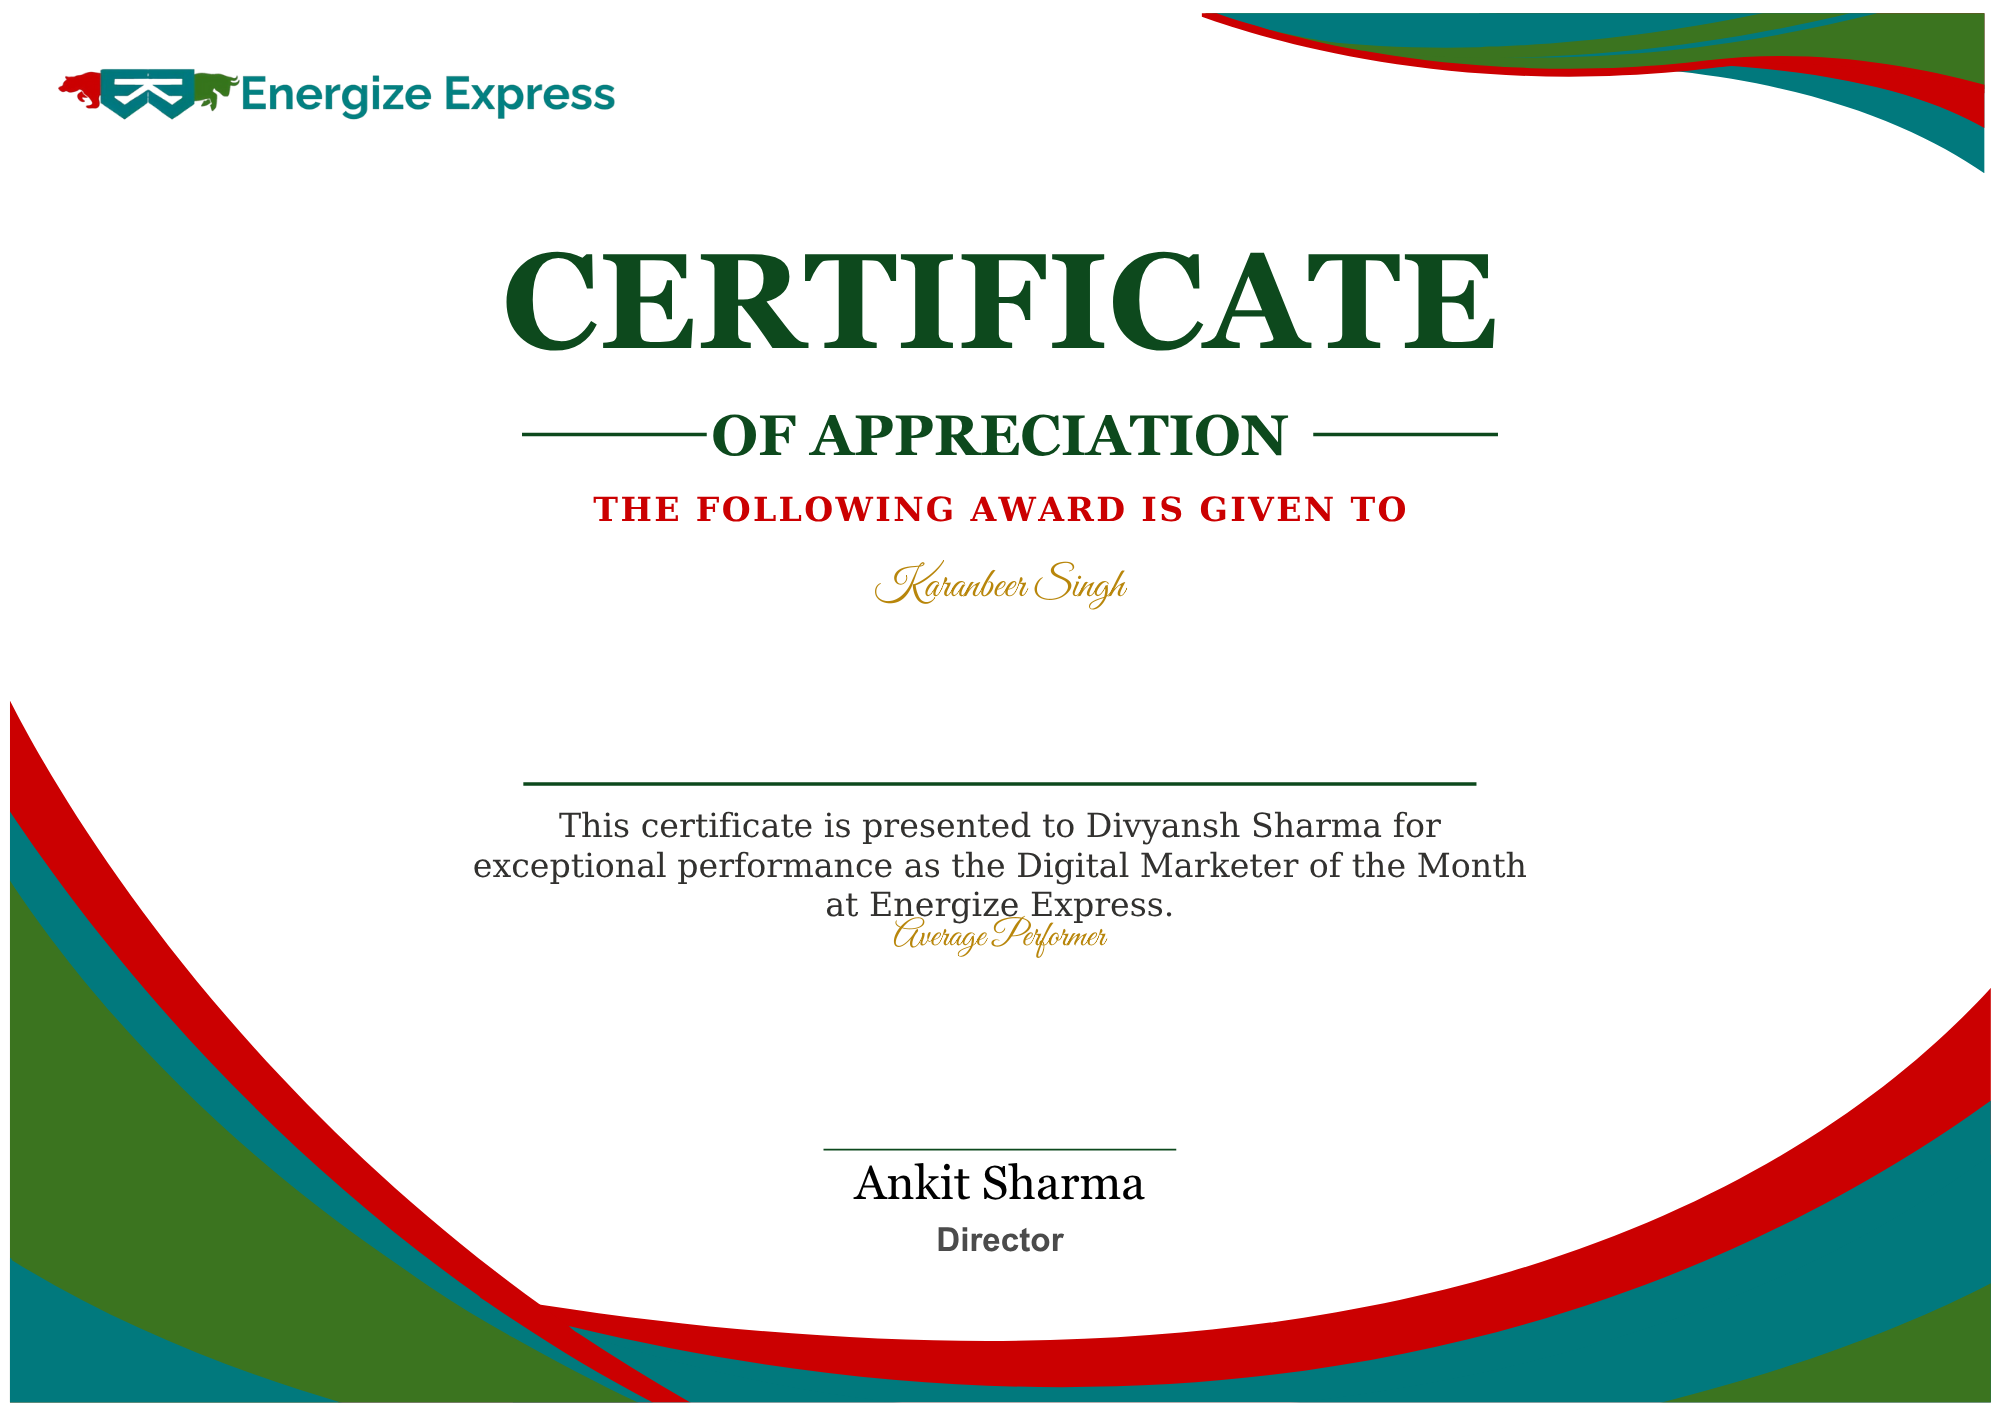 Energize Express
CERTIFICATE
OF APPRECIATION
THE FOLLOWING AWARD IS GIVEN TO
Karanbeer Singh
This certificate is presented to Divyansh Sharma for
exceptional performance as the Digital Marketer of the Month
at Energize Express.
Average Performer
Ankit Sharma
Director